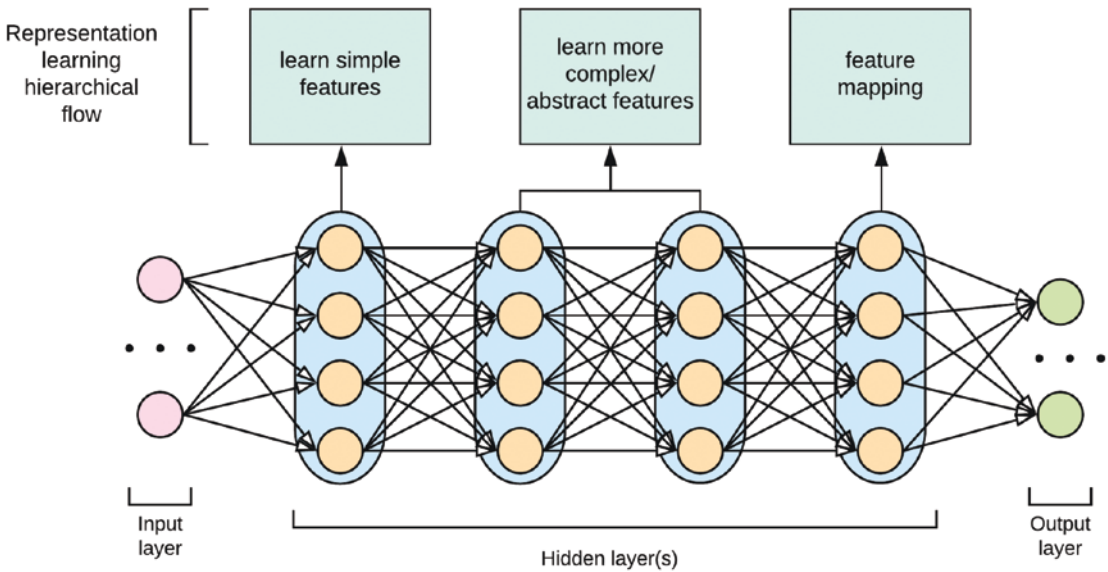 Representation
learning
hierarchical
flow
learn simple
features
learn more
complex/
abstract features
feature
mapping
Input
layer
Hidden layer(s)
Output
layer